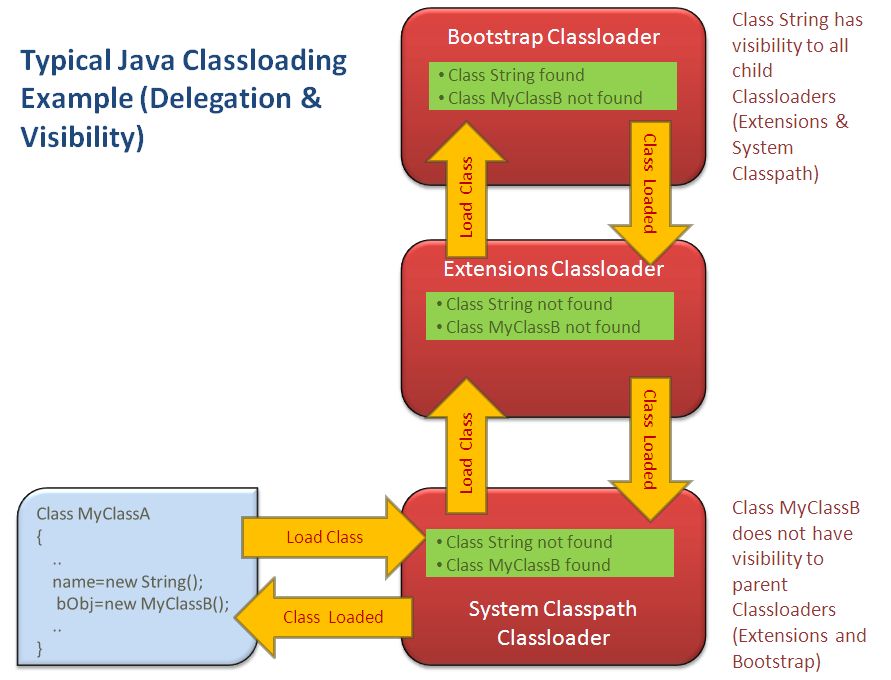 Typical Java Classloading
Example (Delegation &
Visibility)
Bootstrap Classloader
• Class String found
• Class MyClassB not found
Class String has
visibility to all
child
Classloaders
(Extensions &
System
Classpath)
Load Class
Class Loaded
Extensions Classloader
• Class String not found
• Class MyClassB not found
Load Class
Class Loaded
Class MyClassA
{
..
name=new String();
bObj=new MyClassB();
..
}
Load Class
Class Loaded
• Class String not found
• Class MyClassB found
System Classpath
Classloader
Class MyClassB
does not have
visibility to
parent
Classloaders
(Extensions and
Bootstrap)